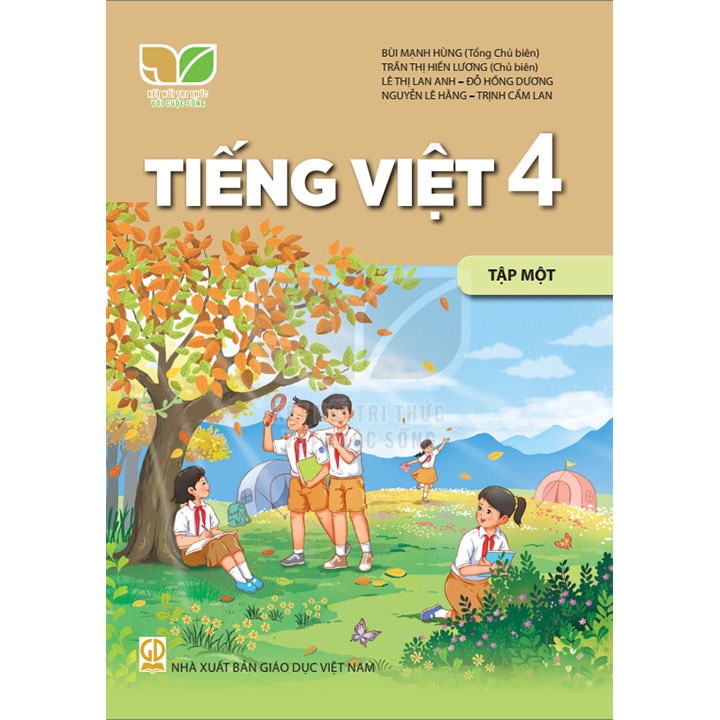 KẾT NỐI TRI THỨC
VỚI CUỘC SỐNG
BÙI MẠNH HÙNG (Tổng Chủ biên)
TRẦN THỊ HIỀN LƯƠNG (Chủ biên)
LÊ THỊ LAN ANH – ĐỖ HỒNG DƯƠNG
NGUYỄN LÊ HẰNG – TRỊNH CẨM LAN
TIẾNG VIỆT 4
TẬP MỘT
TRI THỨC
CUỘC SỐNG
GD
NHÀ XUẤT BẢN GIÁO DỤC VIỆT NAM